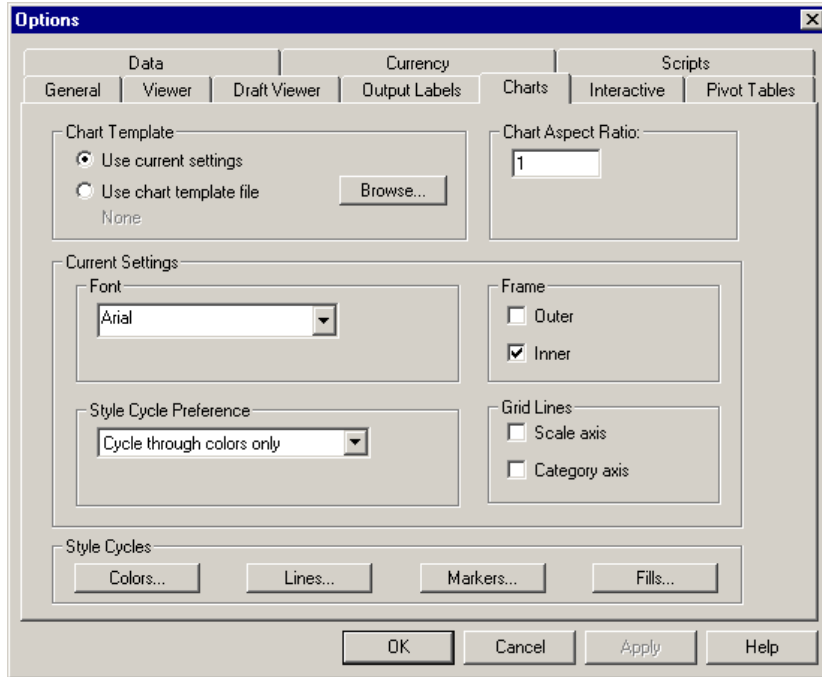 Options
Data Currency Scripts
General Viewer Draft Viewer Output Labels Charts Interactive Pivot Tables
Chart Template
Use current settings
Use chart template file
None
Browse...
Chart Aspect Ratio:
1
Current Settings
Font
Arial
Frame
Outer
Inner
Style Cycle Preference
Cycle through colors only
Grid Lines
Scale axis
Category axis
Style Cycles
Colors... Lines... Markers... Fills...
OK Cancel Apply Help